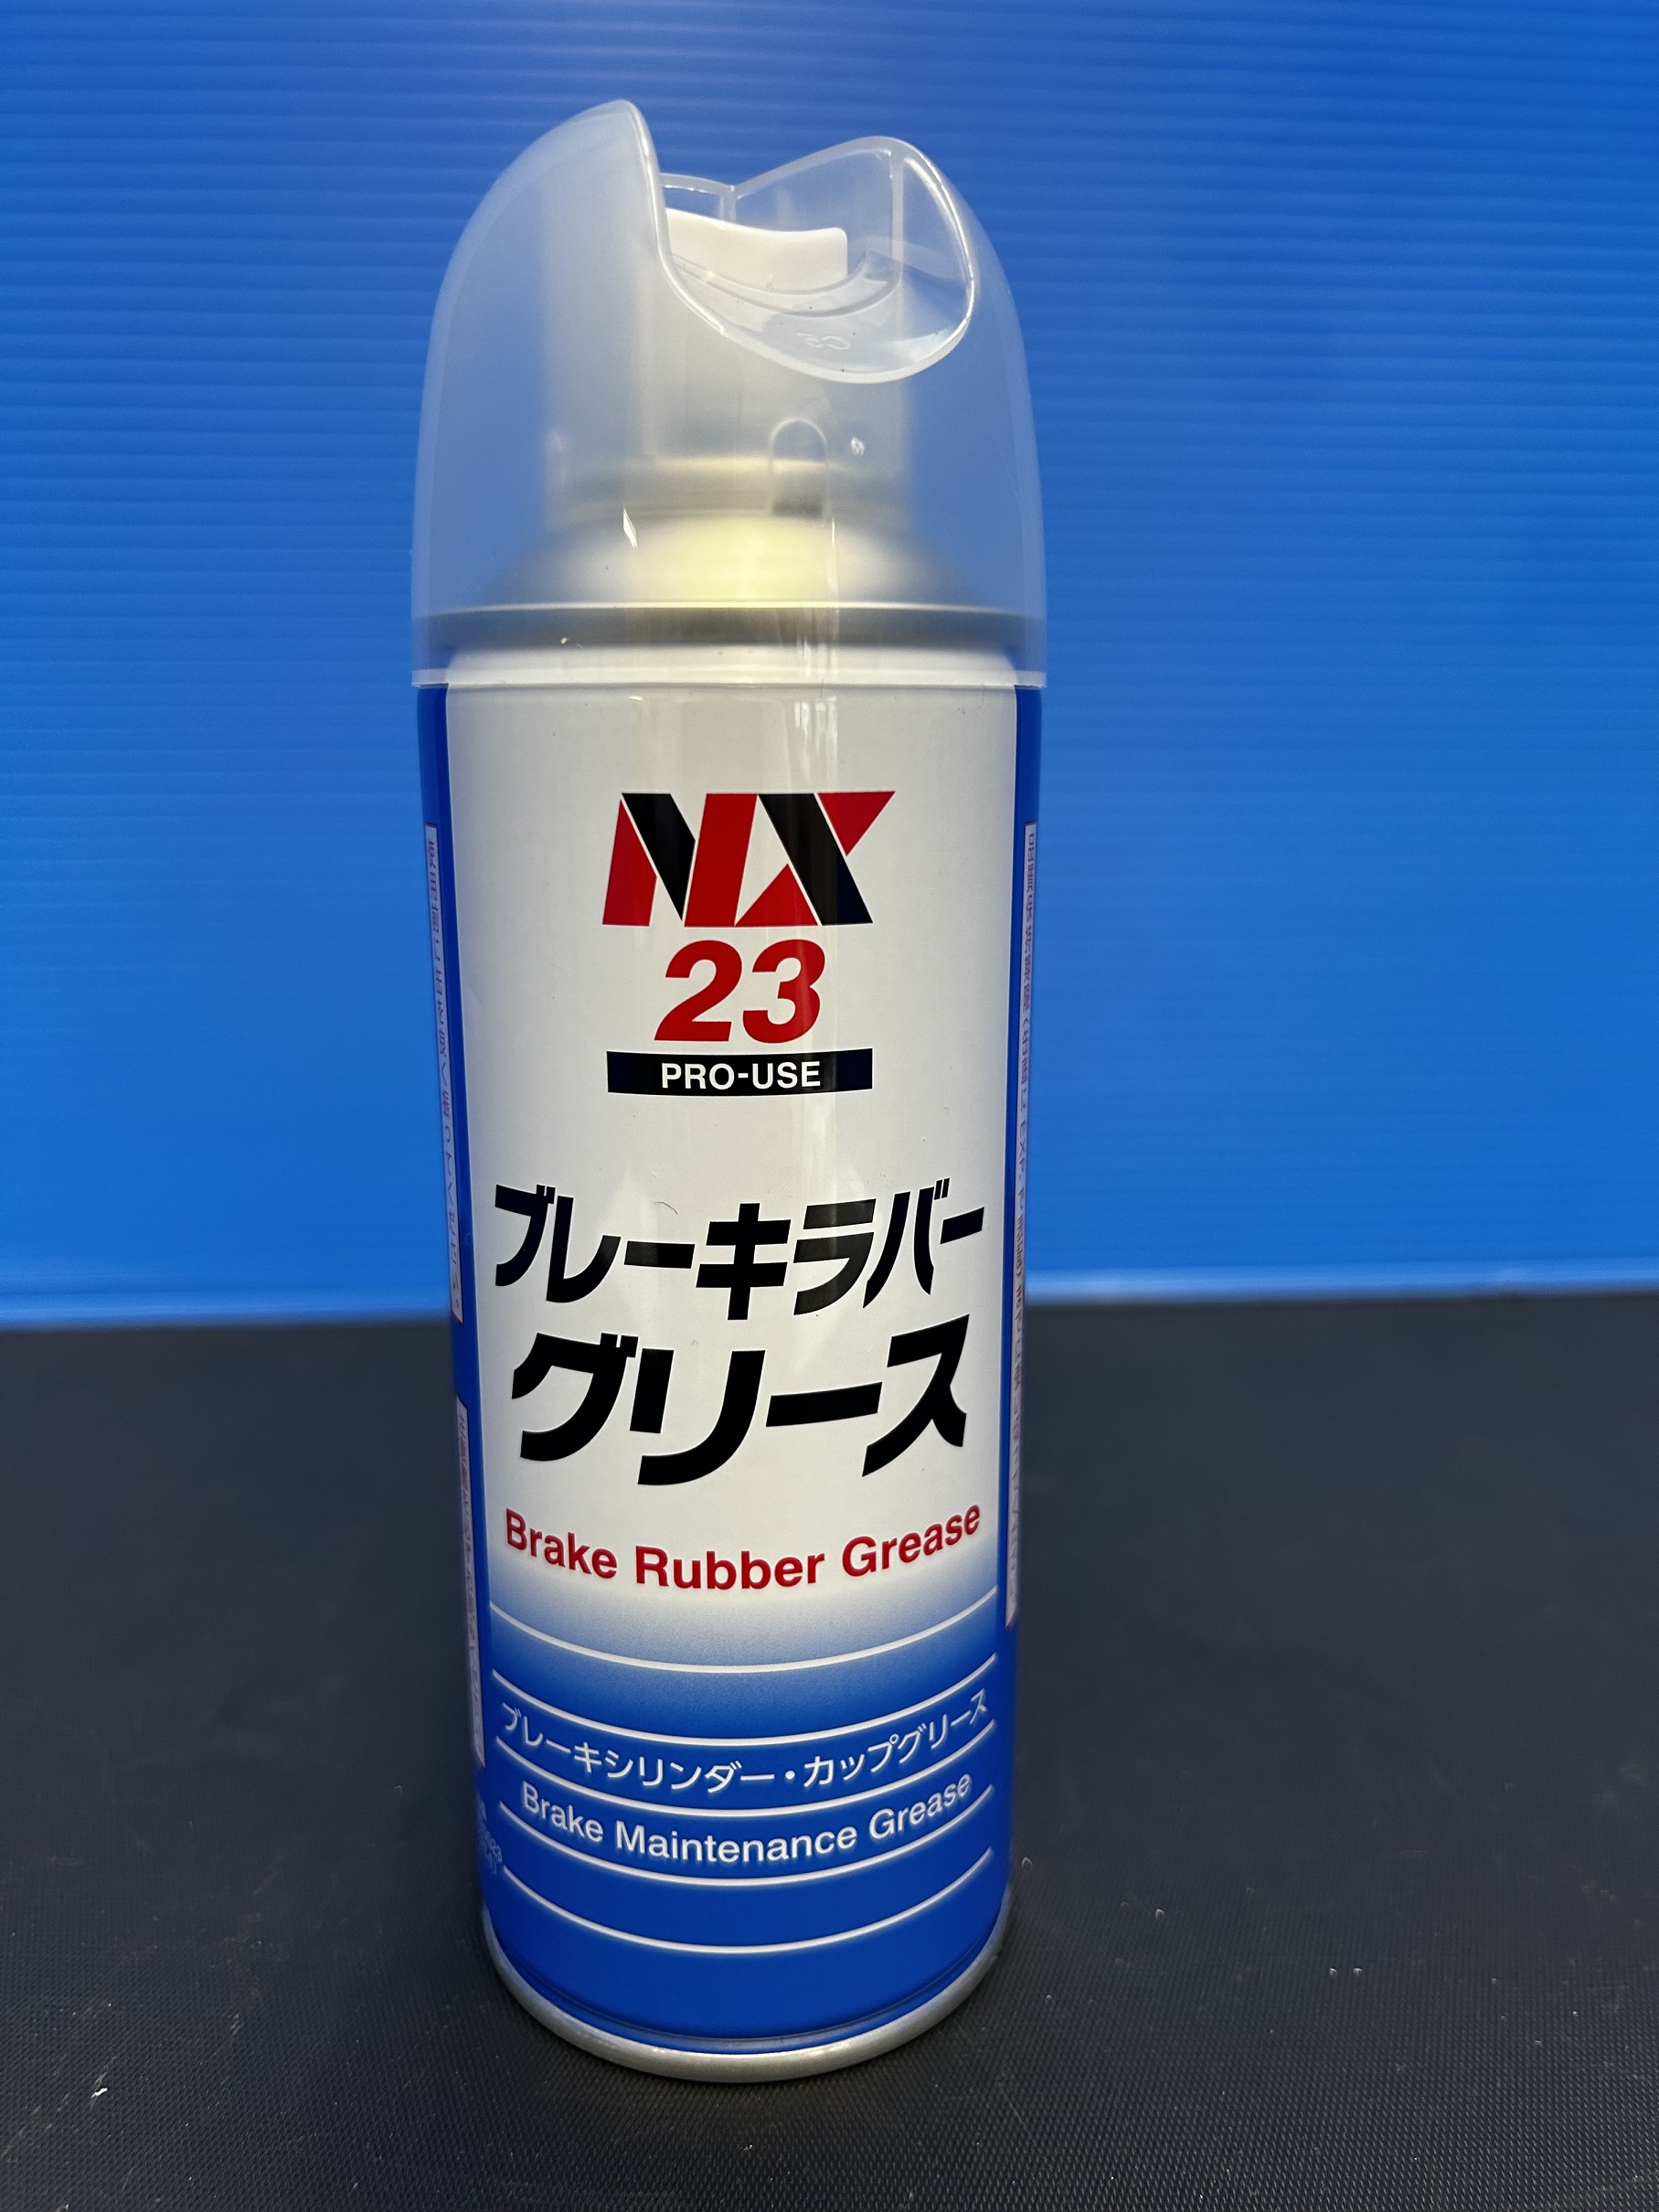 NX
23
PRO-USE
ブレーキラバー
グリース
Brake Rubber Grease
ブレーキシリンダー・カップグリース
Brake Maintenance Grease